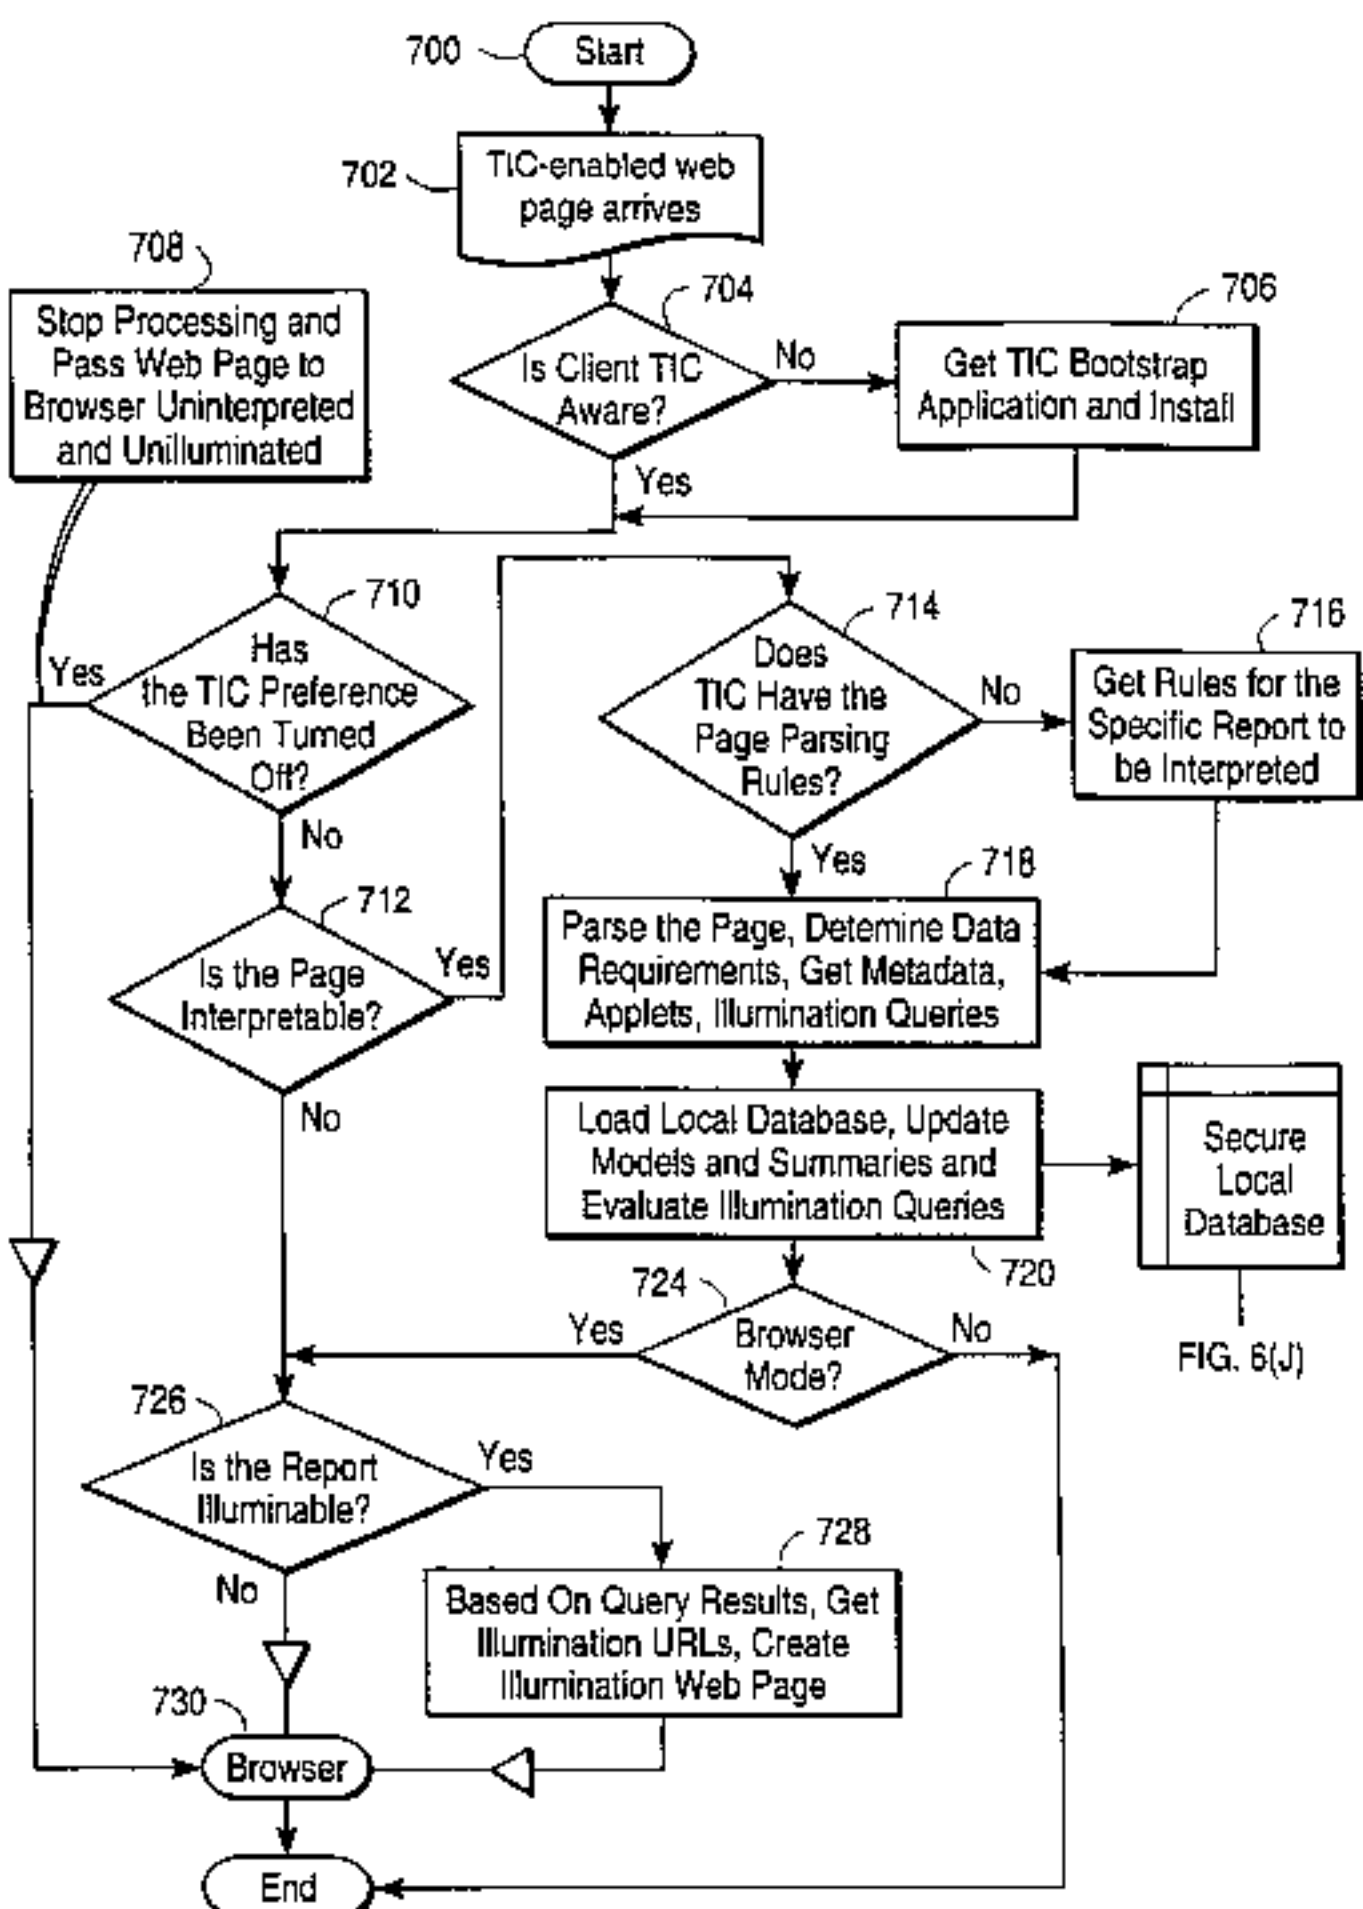 700
Start
702
TIC-enabled web
page arrives
708
Stop Processing and
Pass Web Page to
Browser Uninterpreted
and Unilluminated
704
Is Client TIC
Aware?
No
Yes
706
Get TIC Bootstrap
Application and Install
710
Has
the TIC Preference
Been Turned
Off?
Yes
No
712
Is the Page
Interpretable?
Yes
No
714
Does
TIC Have the
Page Parsing
Rules?
No
Yes
716
Get Rules for the
Specific Report to
be Interpreted
718
Parse the Page, Detemine Data
Requirements, Get Metadata,
Applets, Illumination Queries
Load Local Database, Update
Models and Summaries and
Evaluate Illumination Queries
720
Secure
Local
Database
FIG. 6(J)
724
Browser
Mode?
Yes
No
726
Is the Report
Illuminable?
Yes
No
728
Based On Query Results, Get
Illumination URLs, Create
Illumination Web Page
730
Browser
End